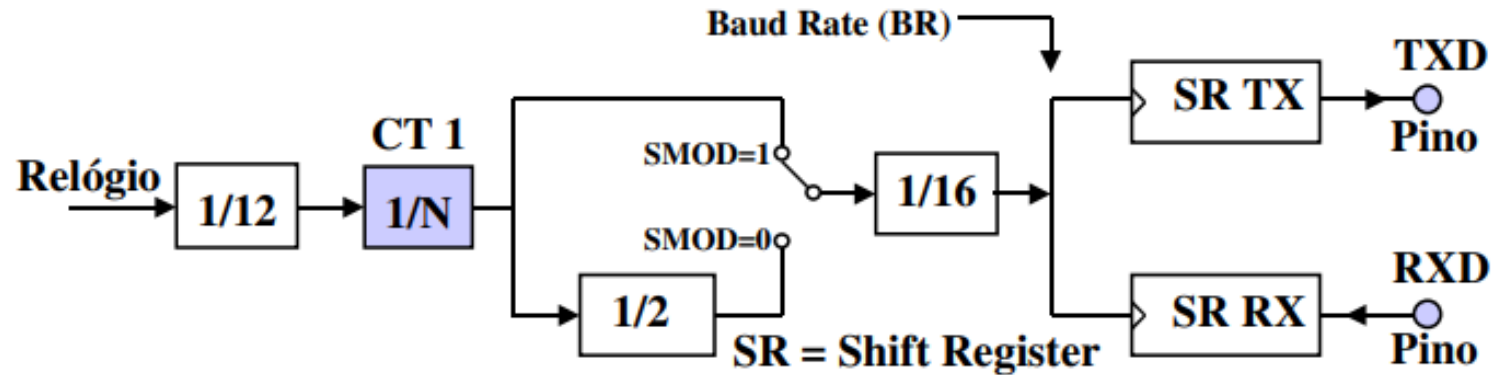 Baud Rate (BR)
TXD
SR TX
Pino
CT 1
SMOD=1
Relógio
1/12
1/N
1/16
SMOD=0
1/2
RXD
SR RX
Pino
SR = Shift Register